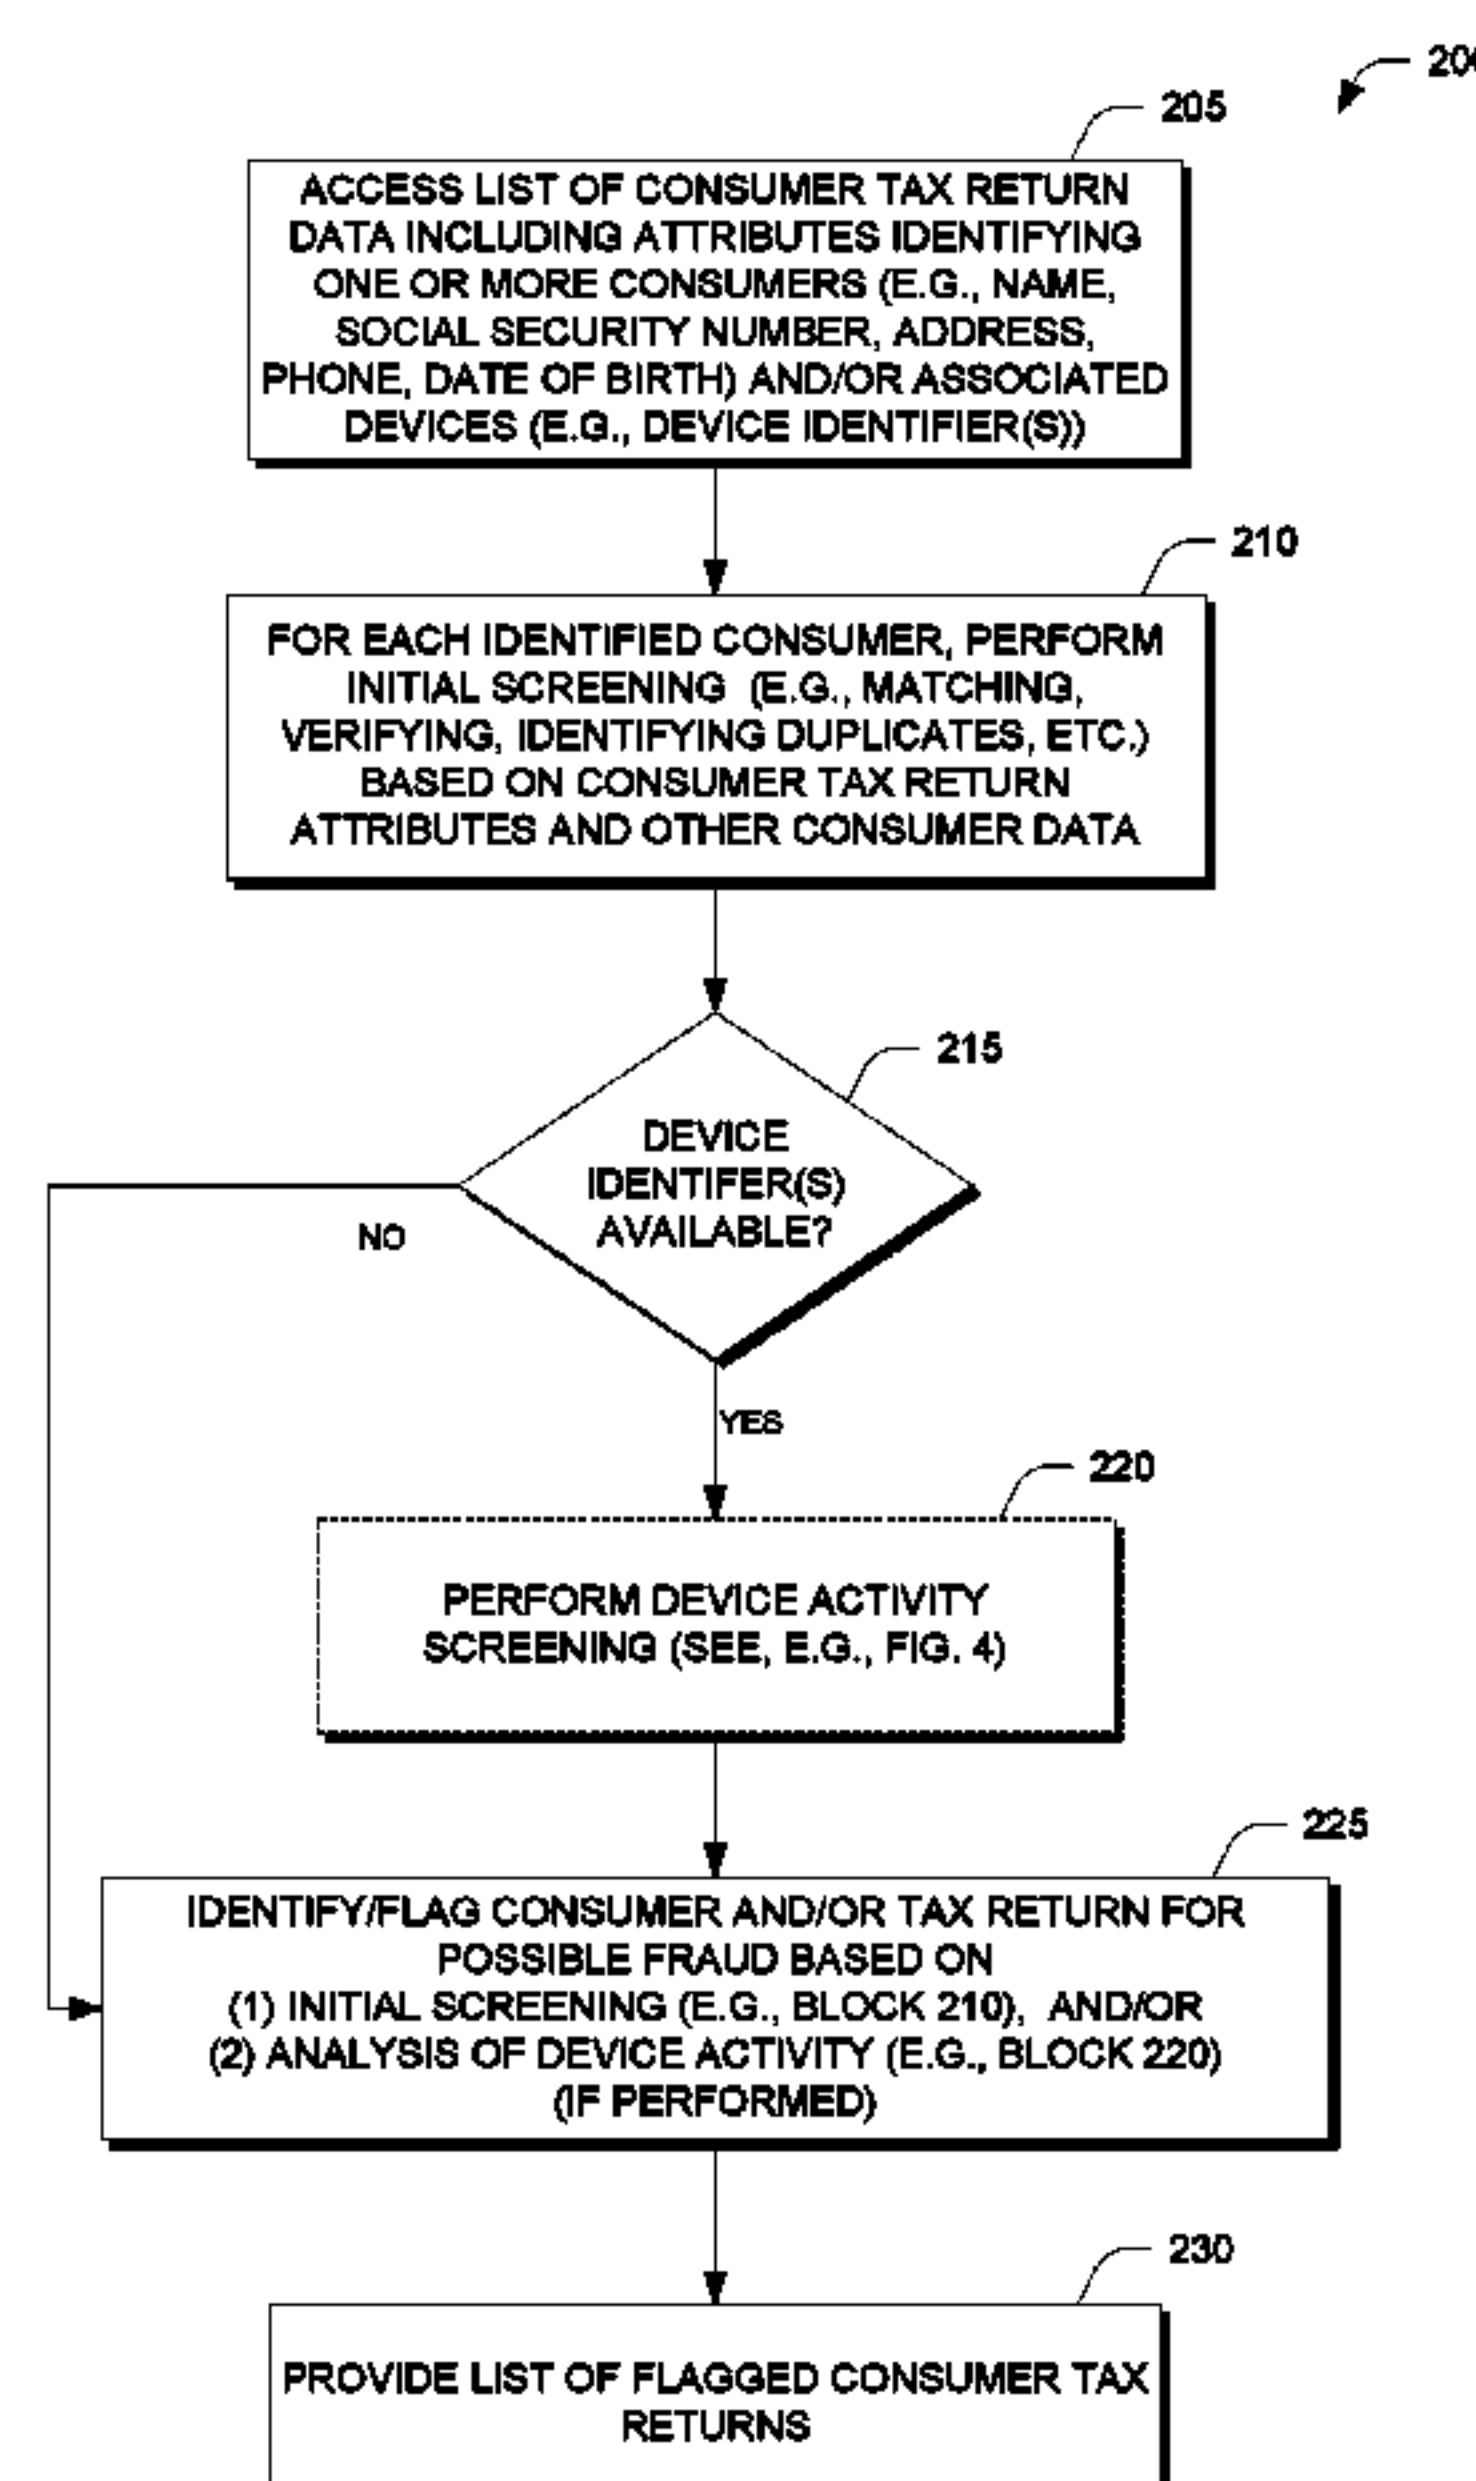 20
205
ACCESS LIST OF CONSUMER TAX RETURN
DATA INCLUDING ATTRIBUTES IDENTIFYING
ONE OR MORE CONSUMERS (E.G., NAME,
SOCIAL SECURITY NUMBER, ADDRESS,
PHONE, DATE OF BIRTH) AND/OR ASSOCIATED
DEVICES (E.G., DEVICE IDENTIFIER(S))
210
FOR EACH IDENTIFIED CONSUMER, PERFORM
INITIAL SCREENING (E.G., MATCHING,
VERIFYING, IDENTIFYING DUPLICATES, ETC.)
BASED ON CONSUMER TAX RETURN
ATTRIBUTES AND OTHER CONSUMER DATA
215
DEVICE
IDENTIFER(S)
AVAILABLE?
NO
YES
220
PERFORM DEVICE ACTIVITY
SCREENING (SEE, E.G., FIG. 4)
225
IDENTIFY/FLAG CONSUMER AND/OR TAX RETURN FOR
POSSIBLE FRAUD BASED ON
(1) INITIAL SCREENING (E.G., BLOCK 210), AND/OR
(2) ANALYSIS OF DEVICE ACTIVITY (E.G., BLOCK 220)
(IF PERFORMED)
230
PROVIDE LIST OF FLAGGED CONSUMER TAX
RETURNS